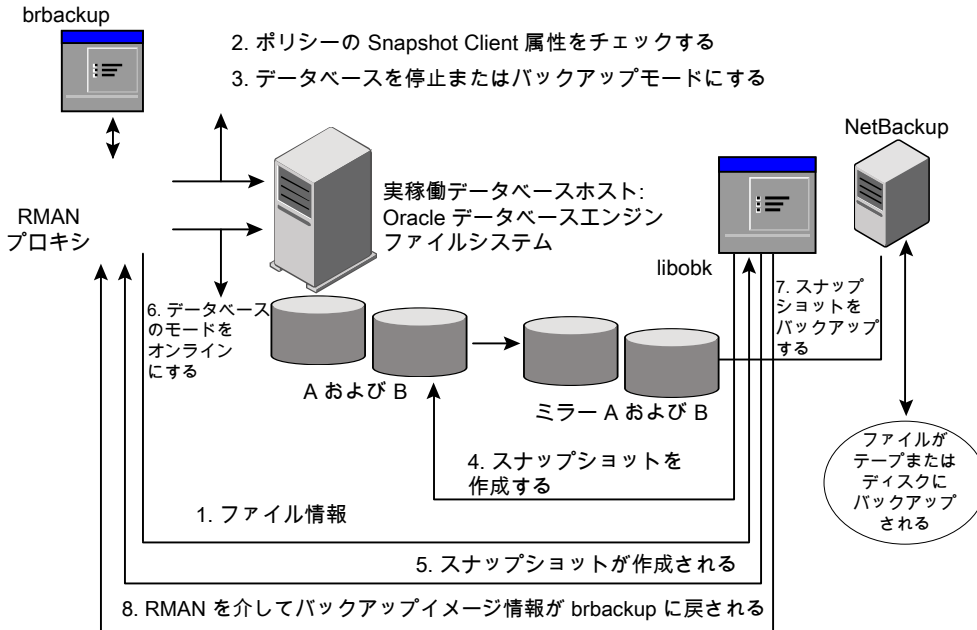 brbackup
2. ポリシーの Snapshot Client 属性をチェックする
3. データベースを停止またはバックアップモードにする
NetBackup
実稼働データベースホスト:
Oracle データベースエンジン
ファイルシステム
RMAN
プロキシ
libobk
6. データベース
のモードを
オンライン
にする
7. スナップ
ショットを
バックアップ
する
A および B
ミラー A および B
4. スナップショットを
作成する
ファイルが
テープまたは
ディスクに
バックアップ
される
1. ファイル情報
5. スナップショットが作成される
8. RMAN を介してバックアップイメージ情報が brbackup に戻される